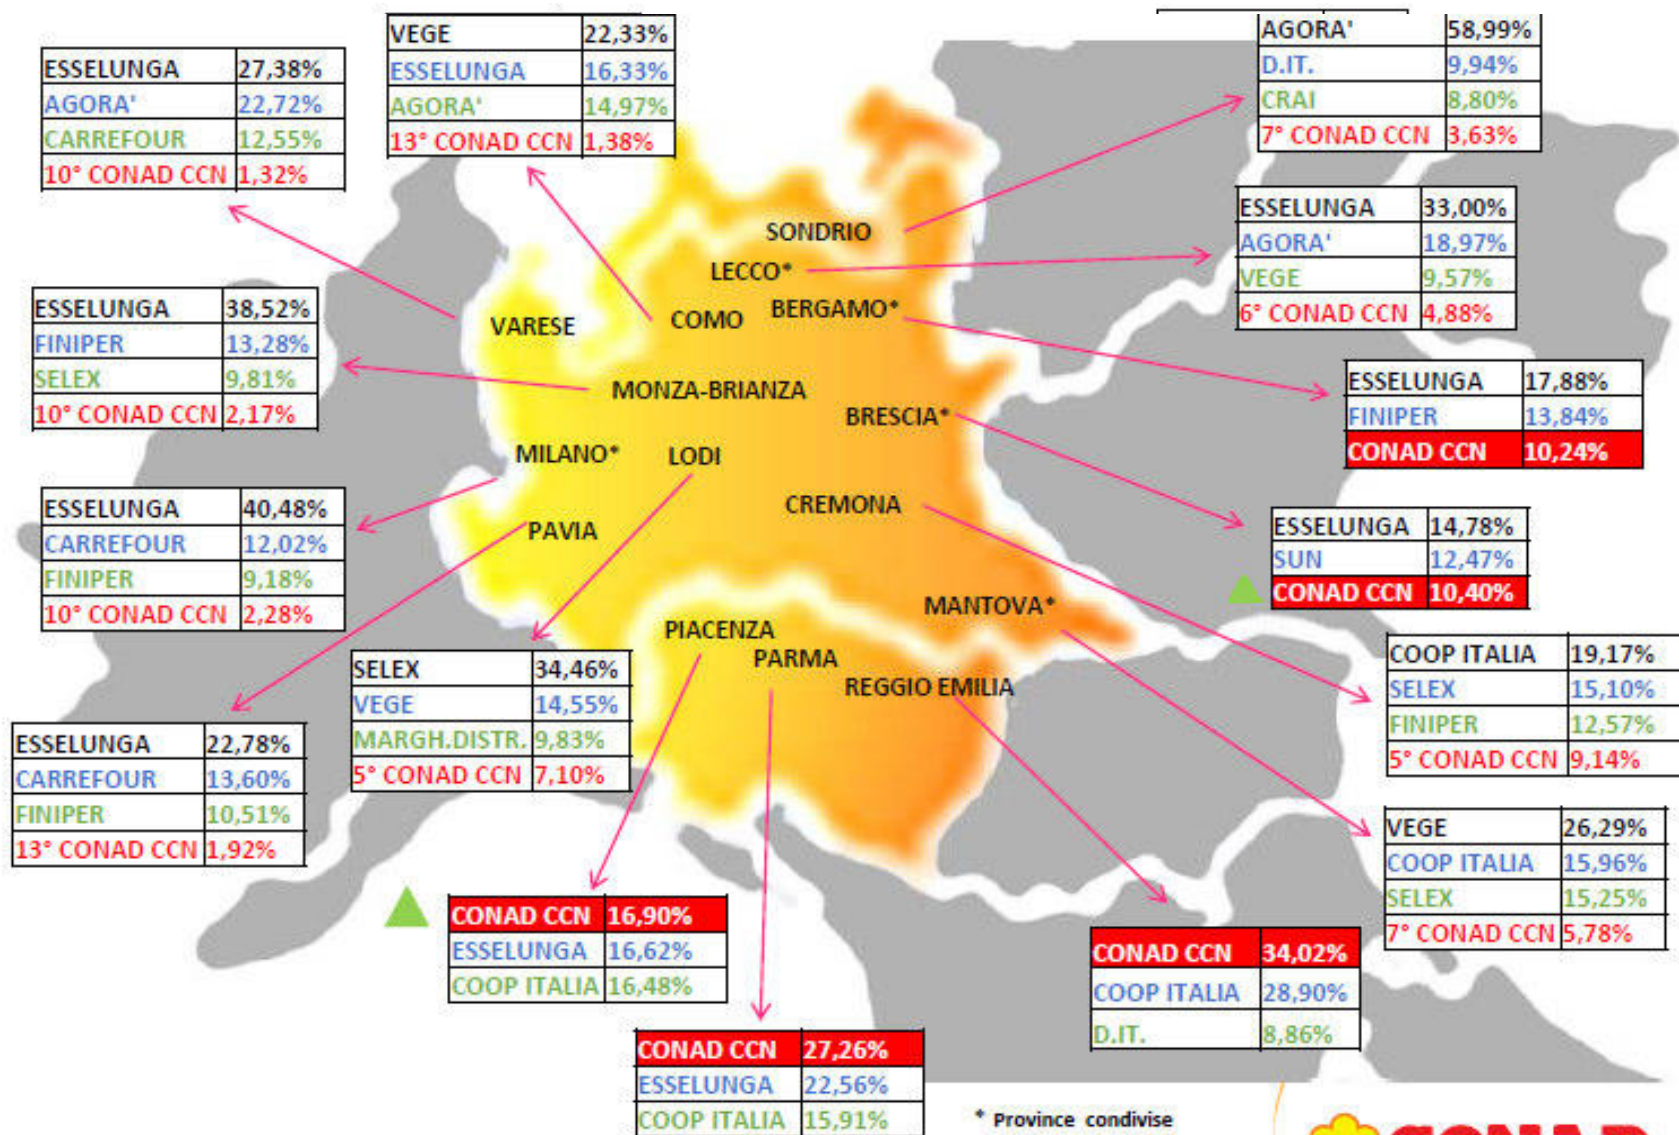 VEGE 22,33%
ESSELUNGA 16,33%
AGORA' 14,97%
13° CONAD CCN 1,38%
AGORA' 58,99%
D.IT. 9,94%
CRAI 8,80%
7° CONAD CCN 3,63%
ESSELUNGA 27,38%
AGORA' 22,72%
CARREFOUR 12,55%
10° CONAD CCN 1,32%
ESSELUNGA 33,00%
AGORA' 18,97%
VEGE 9,57%
6° CONAD CCN 4,88%
SONDRIO
LECCO*
BERGAMO*
COMO
VARESE
MONZA-BRIANZA
BRESCIA*
MILANO*
LODI
CREMONA
PAVIA
MANTOVA*
PIACENZA
PARMA
REGGIO EMILIA
ESSELUNGA 38,52%
FINIPER 13,28%
SELEX 9,81%
10° CONAD CCN 2,17%
ESSELUNGA 17,88%
FINIPER 13,84%
CONAD CCN 10,24%
ESSELUNGA 40,48%
CARREFOUR 12,02%
FINIPER 9,18%
10° CONAD CCN 2,28%
ESSELUNGA 14,78%
SUN 12,47%
CONAD CCN 10,40%
SELEX 34,46%
VEGE 14,55%
MARGH.DISTR. 9,83%
5° CONAD CCN 7,10%
COOP ITALIA 19,17%
SELEX 15,10%
FINIPER 12,57%
5° CONAD CCN 9,14%
ESSELUNGA 22,78%
CARREFOUR 13,60%
FINIPER 10,51%
13° CONAD CCN 1,92%
VEGE 26,29%
COOP ITALIA 15,96%
SELEX 15,25%
7° CONAD CCN 5,78%
CONAD CCN 16,90%
ESSELUNGA 16,62%
COOP ITALIA 16,48%
CONAD CCN 34,02%
COOP ITALIA 28,90%
D.IT. 8,86%
CONAD CCN 27,26%
ESSELUNGA 22,56%
COOP ITALIA 15,91%
* Province condivise
CONAD